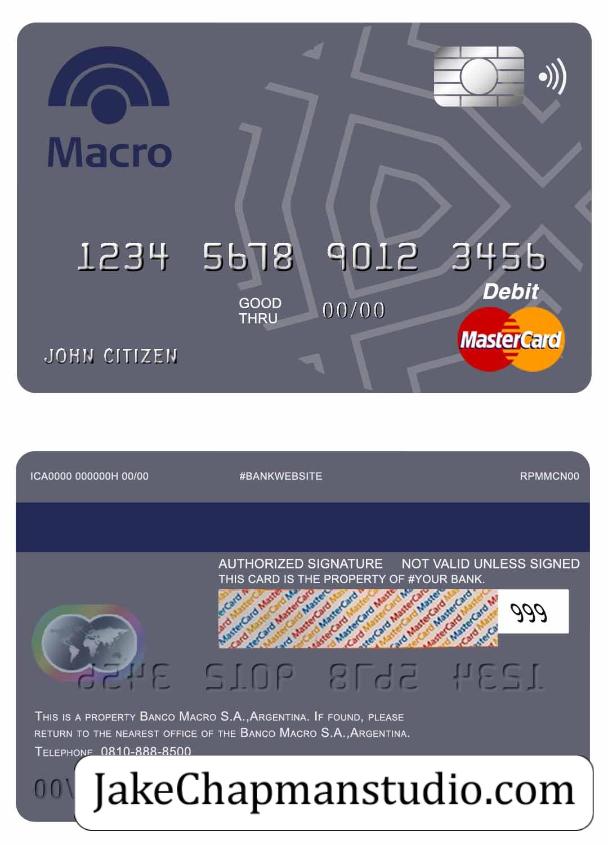 Macro
1234 5678 9012 3456
Debit
GOOD
THRU 00/00
MasterCard
JOHN CITIZEN
ICA0000 000000H 00/00 #BANKWEBSITE RPMMCN00
AUTHORIZED SIGNATURE NOT VALID UNLESS SIGNED
THIS CARD IS THE PROPERTY OF #YOUR BANK.
MasterCard MasterCard MasterCard
999
This is a property Banco Macro S.A.,Argentina. If found, please
return to the nearest office of the Banco Macro S.A.,Argentina.
Telephone 0810-888-8500
JakeChapmanstudio.com